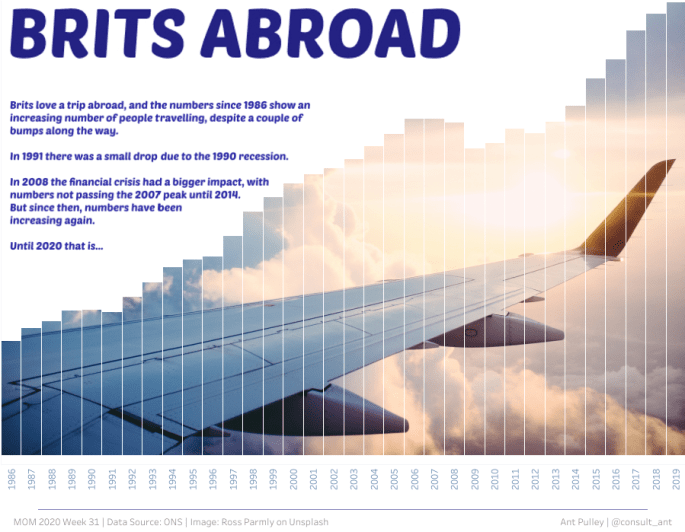 BRITS ABROAD
Brits love a trip abroad, and the numbers since 1986 show an
increasing number of people travelling, despite a couple of
bumps along the way.
In 1991 there was a small drop due to the 1990 recession.
In 2008 the financial crisis had a bigger impact, with
numbers not passing the 2007 peak until 2014.
But since then, numbers have been
increasing again.
Until 2020 that is...
1986 1987 1988 1989 1990 1991 1992 1993 1994 1995 1996 1997 1998 1999 2000 2001 2002 2003 2004 2005 2006 2007 2008 2009 2010 2011 2012 2013 2014 2015 2016 2017 2018 2019
MOM 2020 Week 31 | Data Source: ONS | Image: Ross Parmly on Unsplash
Ant Pulley | @consult_ant